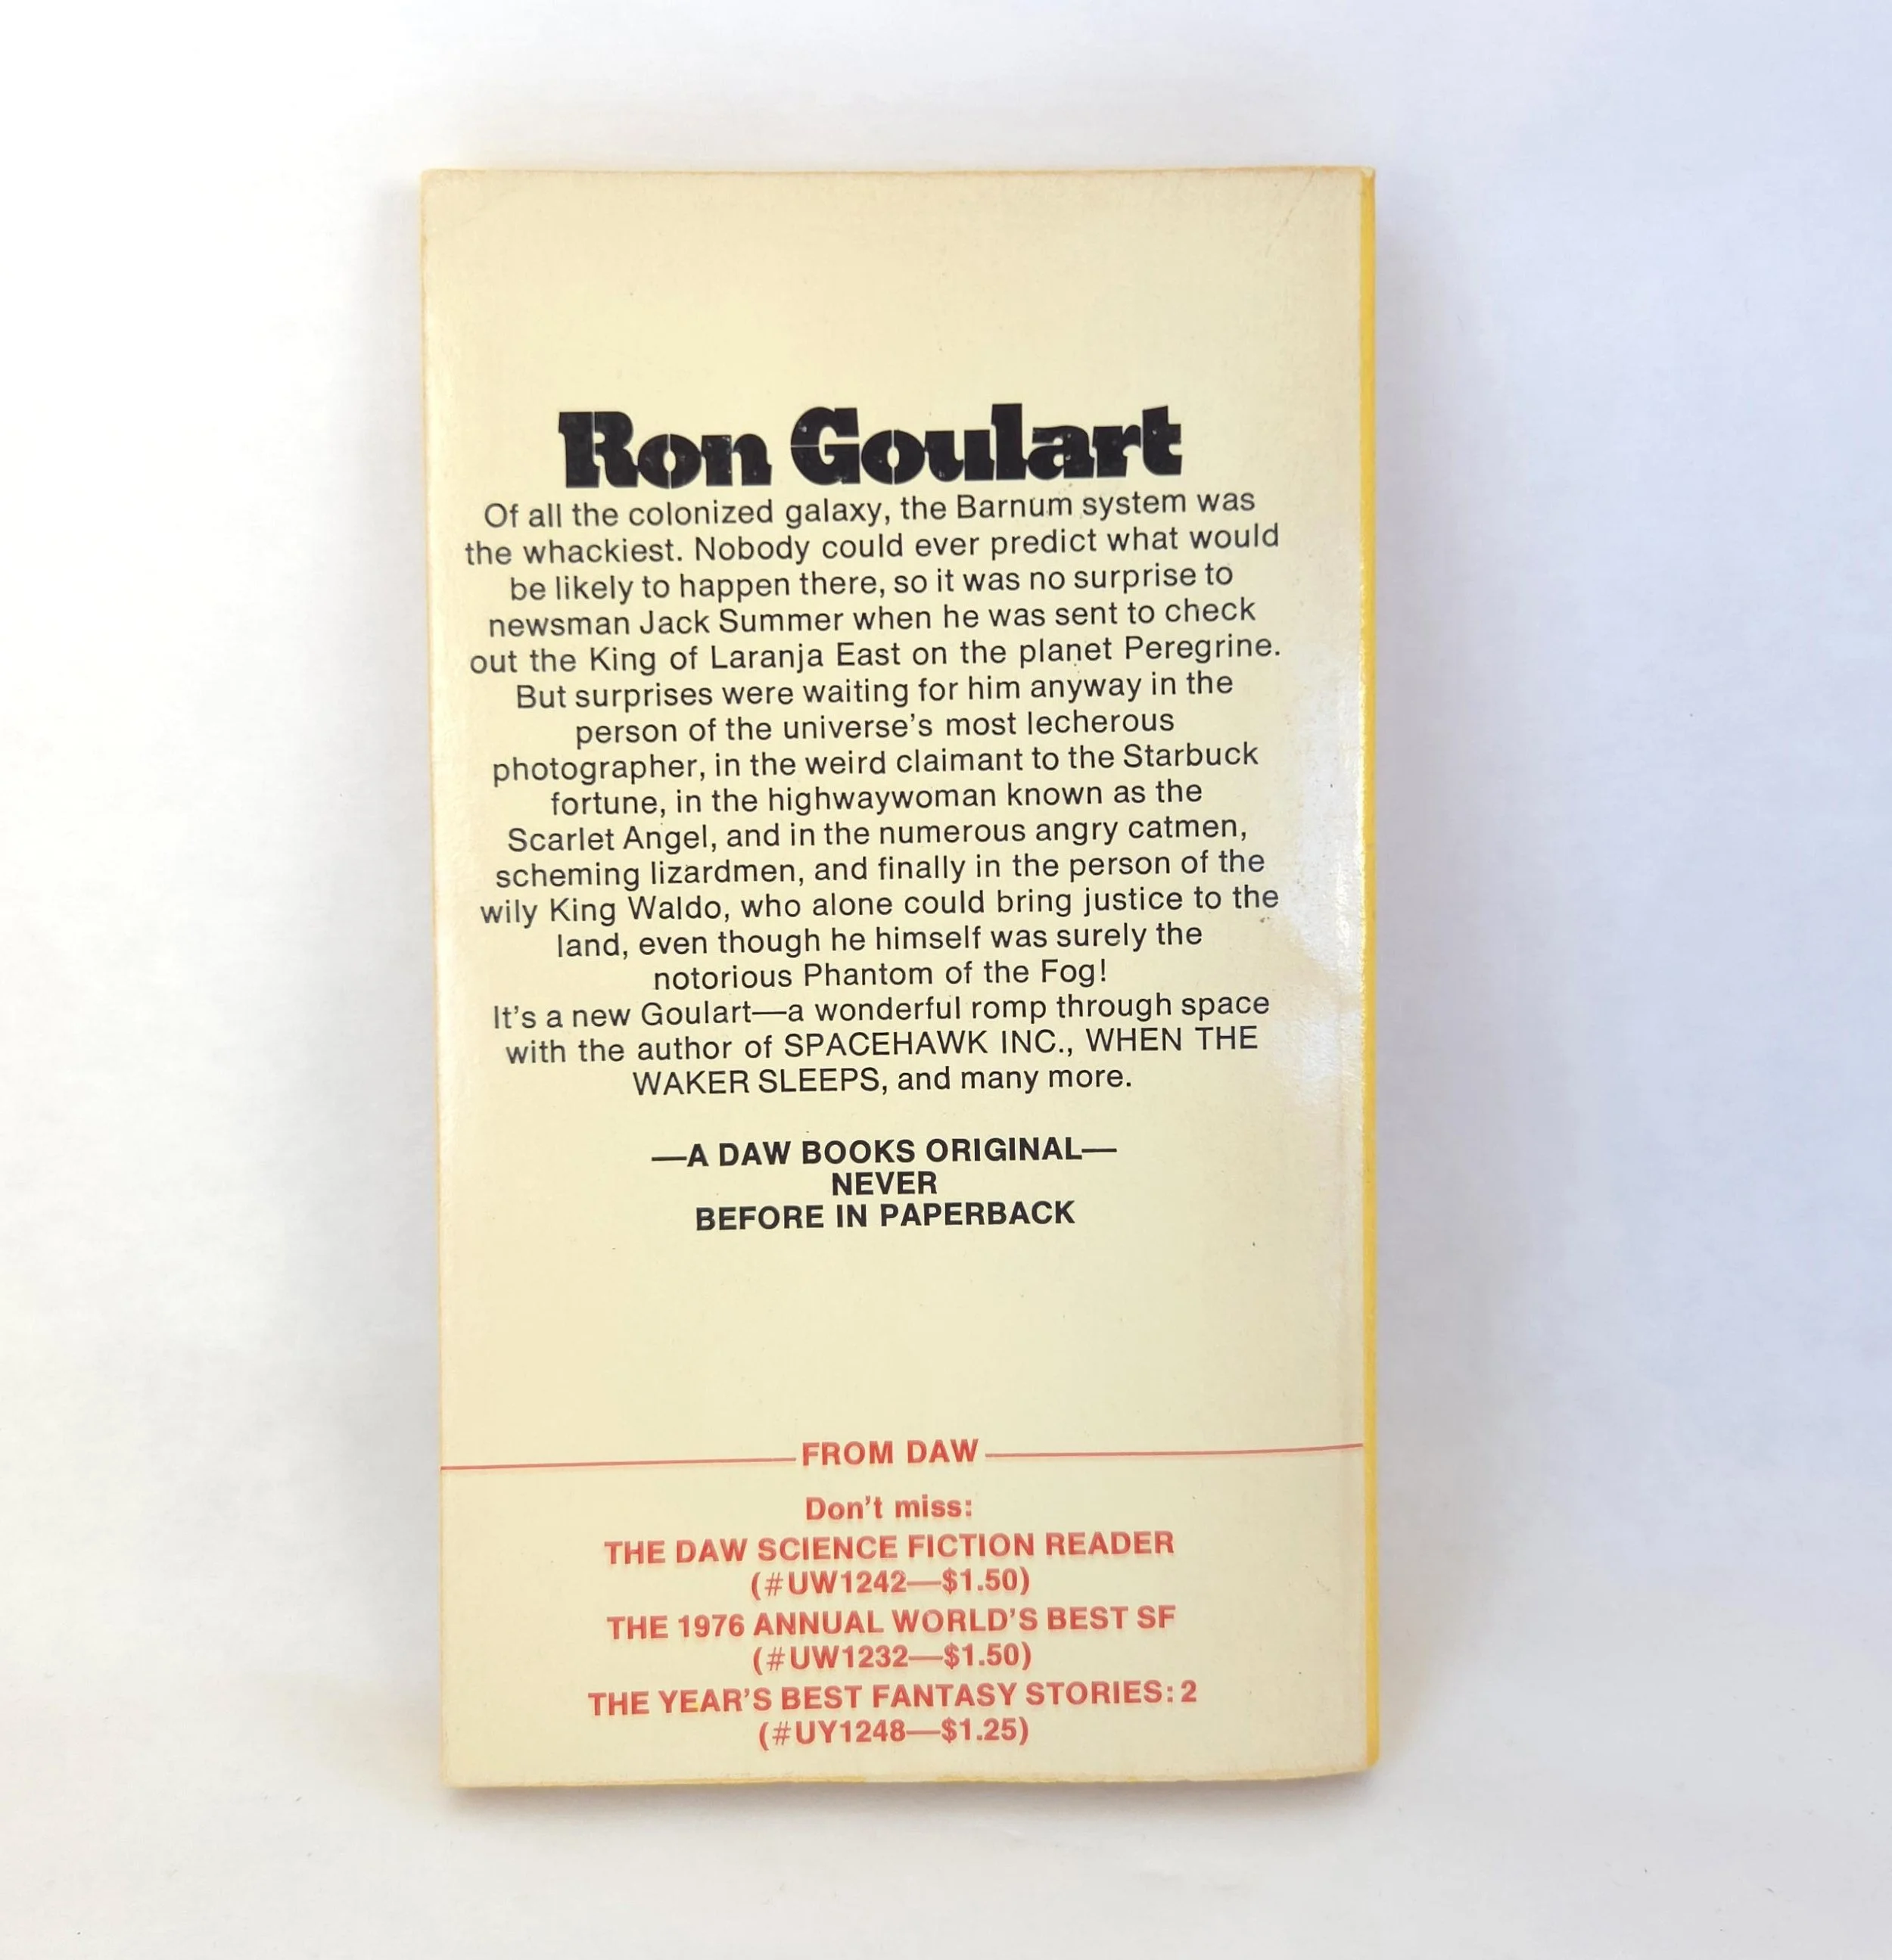 Ron Goulart
Of all the colonized galaxy, the Barnum system was
the whackiest. Nobody could ever predict what would
be likely to happen there, so it was no surprise to
newsman Jack Summer when he was sent to check
out the King of Laranja East on the planet Peregrine.
But surprises were waiting for him anyway in the
person of the universe's most lecherous
photographer, in the weird claimant to the Starbuck
fortune, in the highwaywoman known as the
Scarlet Angel, and in the numerous angry catmen,
scheming lizardmen, and finally in the person of the
wily King Waldo, who alone could bring justice to the
land, even though he himself was surely the
notorious Phantom of the Fog!
It's a new Goulart—a wonderful romp through space
with the author of SPACEHAWK INC., WHEN THE
WAKER SLEEPS, and many more.
—A DAW BOOKS ORIGINAL—
NEVER
BEFORE IN PAPERBACK
FROM DAW
Don't miss:
THE DAW SCIENCE FICTION READER
(#UW1242—$1.50)
THE 1976 ANNUAL WORLD'S BEST SF
(#UW1232—$1.50)
THE YEAR'S BEST FANTASY STORIES: 2
(#UY1248—$1.25)